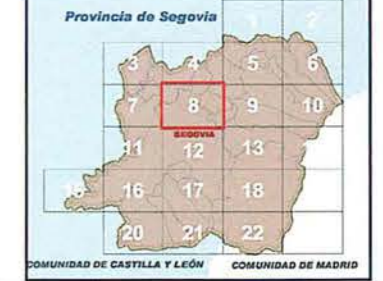 Provincia de Segovia
1 2
3 4 5 6
7 8 9 10
SEGOVIA
11 12 13
15 16 17 18
20 21 22
COMUNIDAD DE CASTILLA Y LEÓN COMUNIDAD DE MADRID